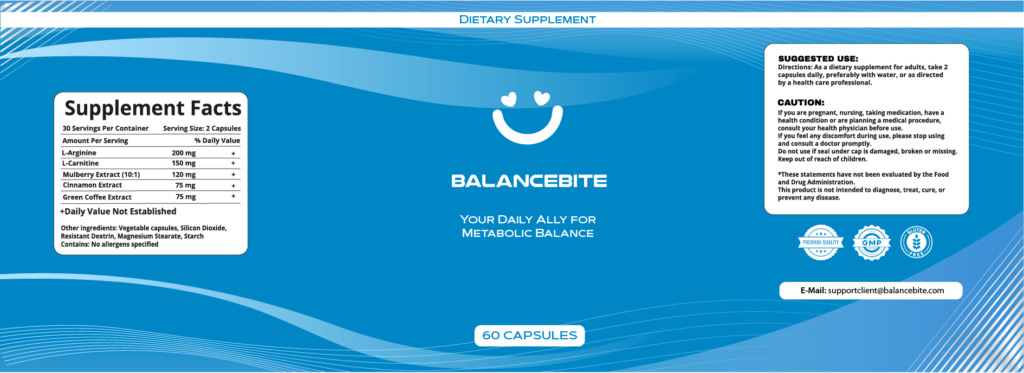 DIETARY SUPPLEMENT
Supplement Facts
30 Servings Per Container Serving Size: 2 Capsules
Amount Per Serving % Daily Value
L-Arginine 200 mg +
L-Carnitine 150 mg +
Mulberry Extract (10:1) 120 mg +
Cinnamon Extract 75 mg +
Green Coffee Extract 75 mg +
+Daily Value Not Established
Other Ingredients: Vegetable capsules, Silicon Dioxide,
Resistant Dextrin, Magnesium Stearate, Starch
Contains: No allergens specified
BALANCEBITE
YOUR DAILY ALLY FOR
METABOLIC BALANCE
60 CAPSULES
SUGGESTED USE:
Directions: As a dietary supplement for adults, take 2
capsules daily, preferably with water, or as directed
by a health care professional.
CAUTION:
If you are pregnant, nursing, taking medication, have a
health condition or are planning a medical procedure,
consult your health physician before use.
If you feel any discomfort during use, please stop using
and consult a doctor promptly.
Do not use if seal under cap is damaged, broken or missing.
Keep out of reach of children.
*These statements have not been evaluated by the Food
and Drug Administration.
This product is not intended to diagnose, treat, cure, or
prevent any disease.
PREMIUM QUALITY
GMP
GLUTEN
FREE
E-Mail: supportclient@balancebite.com